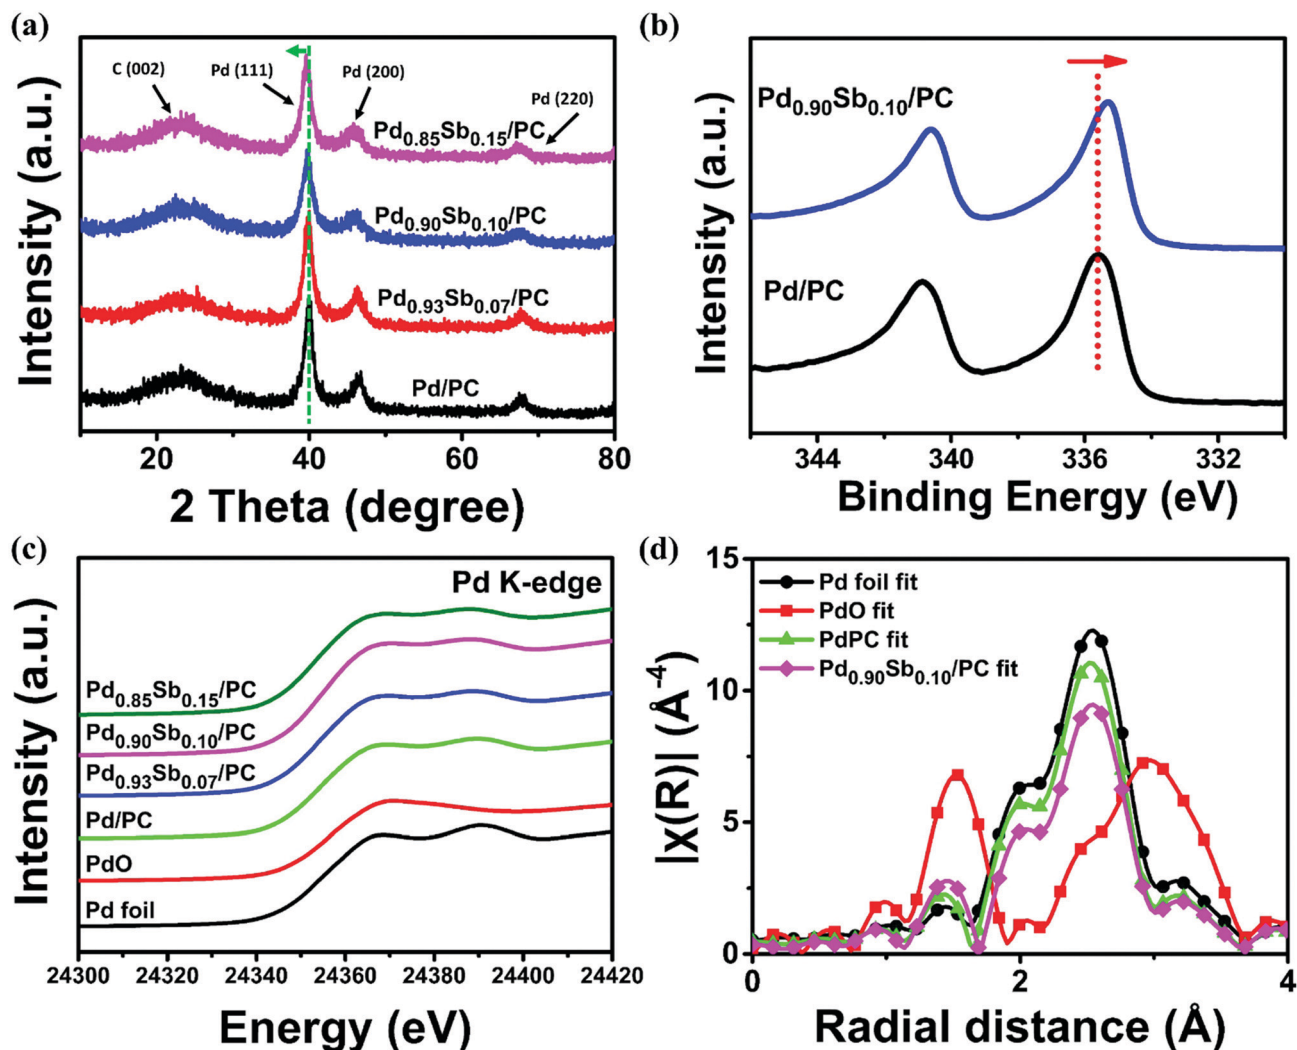 (a)
C (002)
Pd (111)
Pd (200)
Pd (220)
Pd0.85Sb0.15/PC
Pd0.90Sb0.10/PC
Pd0.93Sb0.07/PC
Pd/PC
Intensity (a.u.)
20 40 60 80
2 Theta (degree)
(b)
Pd0.90Sb0.10/PC
Pd/PC
Intensity (a.u.)
344 340 336 332
Binding Energy (eV)
(c)
Pd K-edge
Pd0.85Sb0.15/PC
Pd0.90Sb0.10/PC
Pd0.93Sb0.07/PC
Pd/PC
PdO
Pd foil
Intensity (a.u.)
24300 24320 24340 24360 24380 24400 24420
Energy (eV)
(d)
Pd foil fit
PdO fit
PdPC fit
Pd0.90Sb0.10/PC fit
|X(R)| (Å-4)
15
10
5
0
0 2 4
Radial distance (Å)